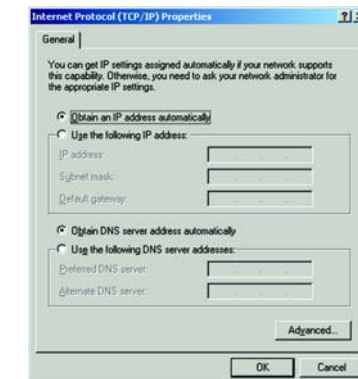 Internet Protocol (TCP/IP) Properties
General
You can get IP settings assigned automatically if your network supports
this capability. Otherwise, you need to ask your network administrator for
the appropriate IP settings.
Obtain an IP address automatically
Use the following IP address:
IP address:
Subnet mask:
Default gateway:
Obtain DNS server address automatically
Use the following DNS server addresses:
Preferred DNS server:
Alternate DNS server:
Advanced...
OK Cancel